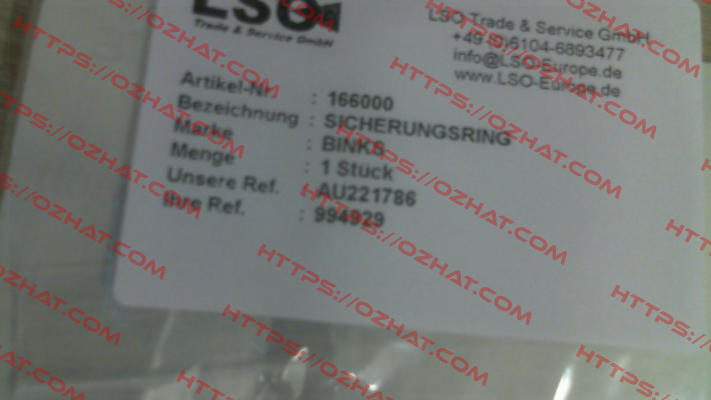 LSO
Trade & Service GmbH
LSO Trade & Service GmbH
+49 (0)6104-6893477
info@LSO-Europe.de
www.LSO-Europe.de
Artikel-Nr. : 166000
Bezeichnung : SICHERUNGSRING
Marke : BINKS
Menge : 1 Stück
Unsere Ref. : AU221786
Ihre Ref. : 994929
HTTPS://OZHAT.COM